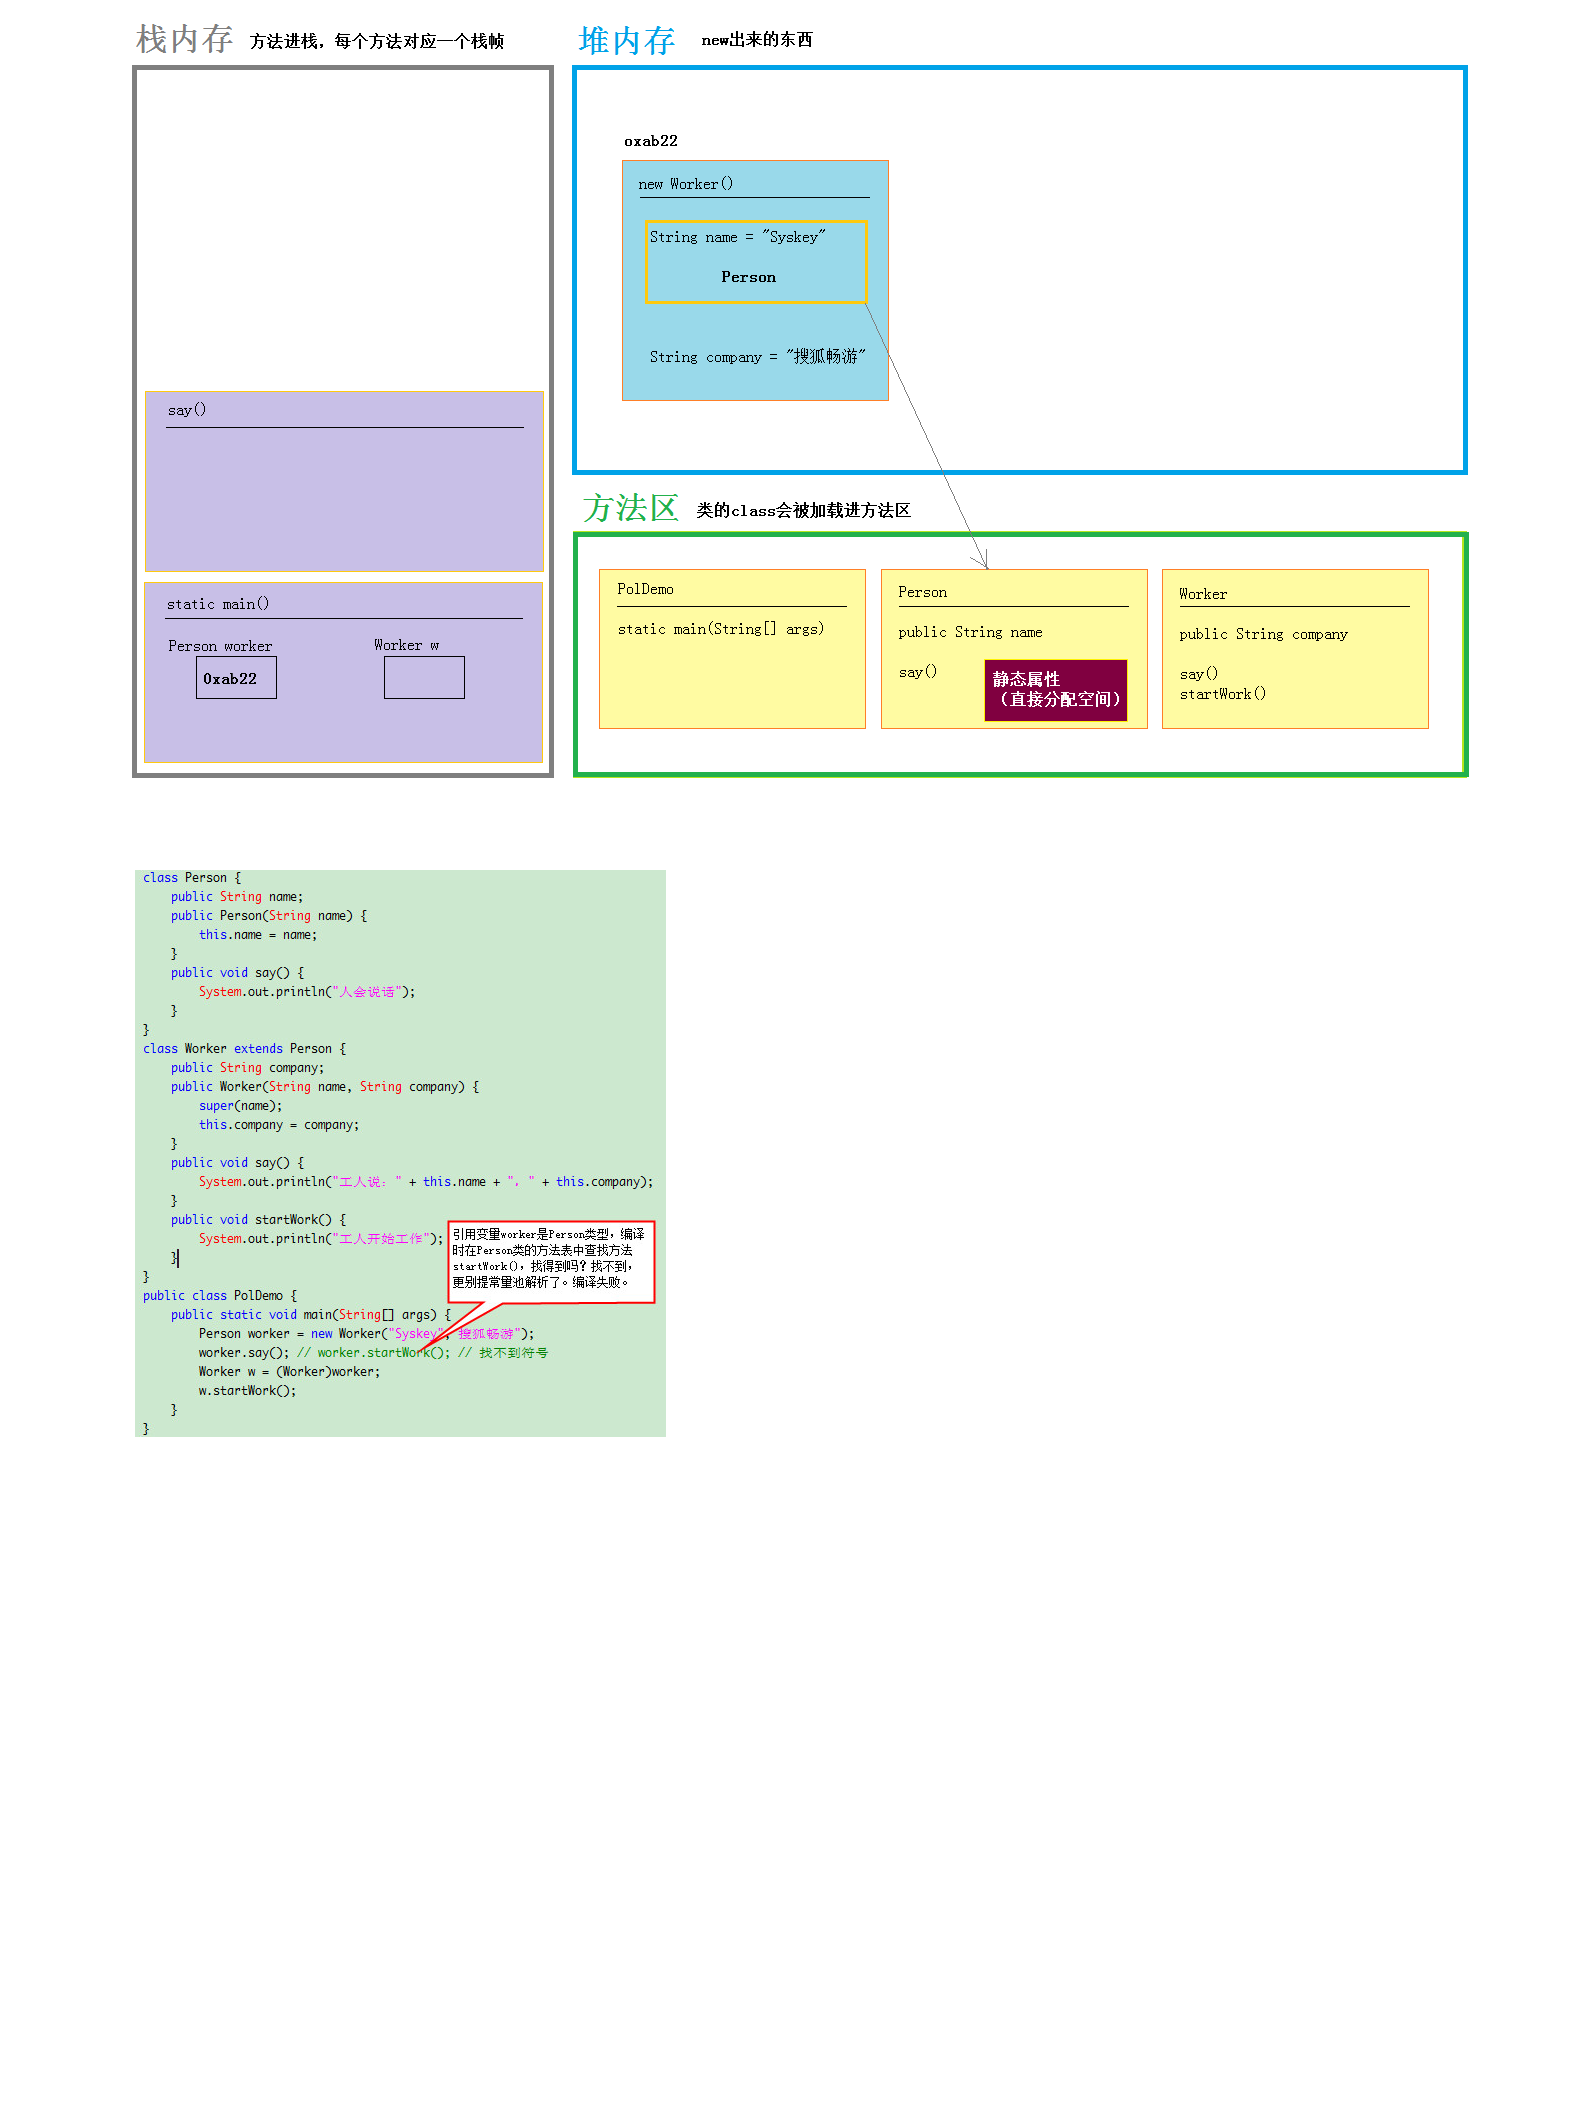 栈内存 方法进栈，每个方法对应一个栈帧
堆内存 new出来的东西
oxab22
new Worker()
String name = "Syskey"
Person
String company = "搜狐畅游"
say()
static main()
Person worker
Worker w
0xab22
方法区 类的class会被加载进方法区
PolDemo
static main(String[] args)
Person
public String name
say()
静态属性
（直接分配空间）
Worker
public String company
say()
startWork()
class Person {
public String name;
public Person(String name) {
this.name = name;
}
public void say() {
System.out.println("人会说话");
}
}
class Worker extends Person {
public String company;
public Worker(String name, String company) {
super(name);
this.company = company;
}
public void say() {
System.out.println("工人说：" + this.name + ", " + this.company);
}
public void startWork() {
System.out.println("工人开始工作");
}
}
引用变量worker是Person类型，编译
时在Person类的方法表中查找方法
startWork()，找得到吗？找不到，
更别提常量池解析了。编译失败。
public class PolDemo {
public static void main(String[] args) {
Person worker = new Worker("Syskey", 搜狐畅游");
worker.say(); // worker.startWork(); // 找不到符号
Worker w = (Worker)worker;
w.startWork();
}
}